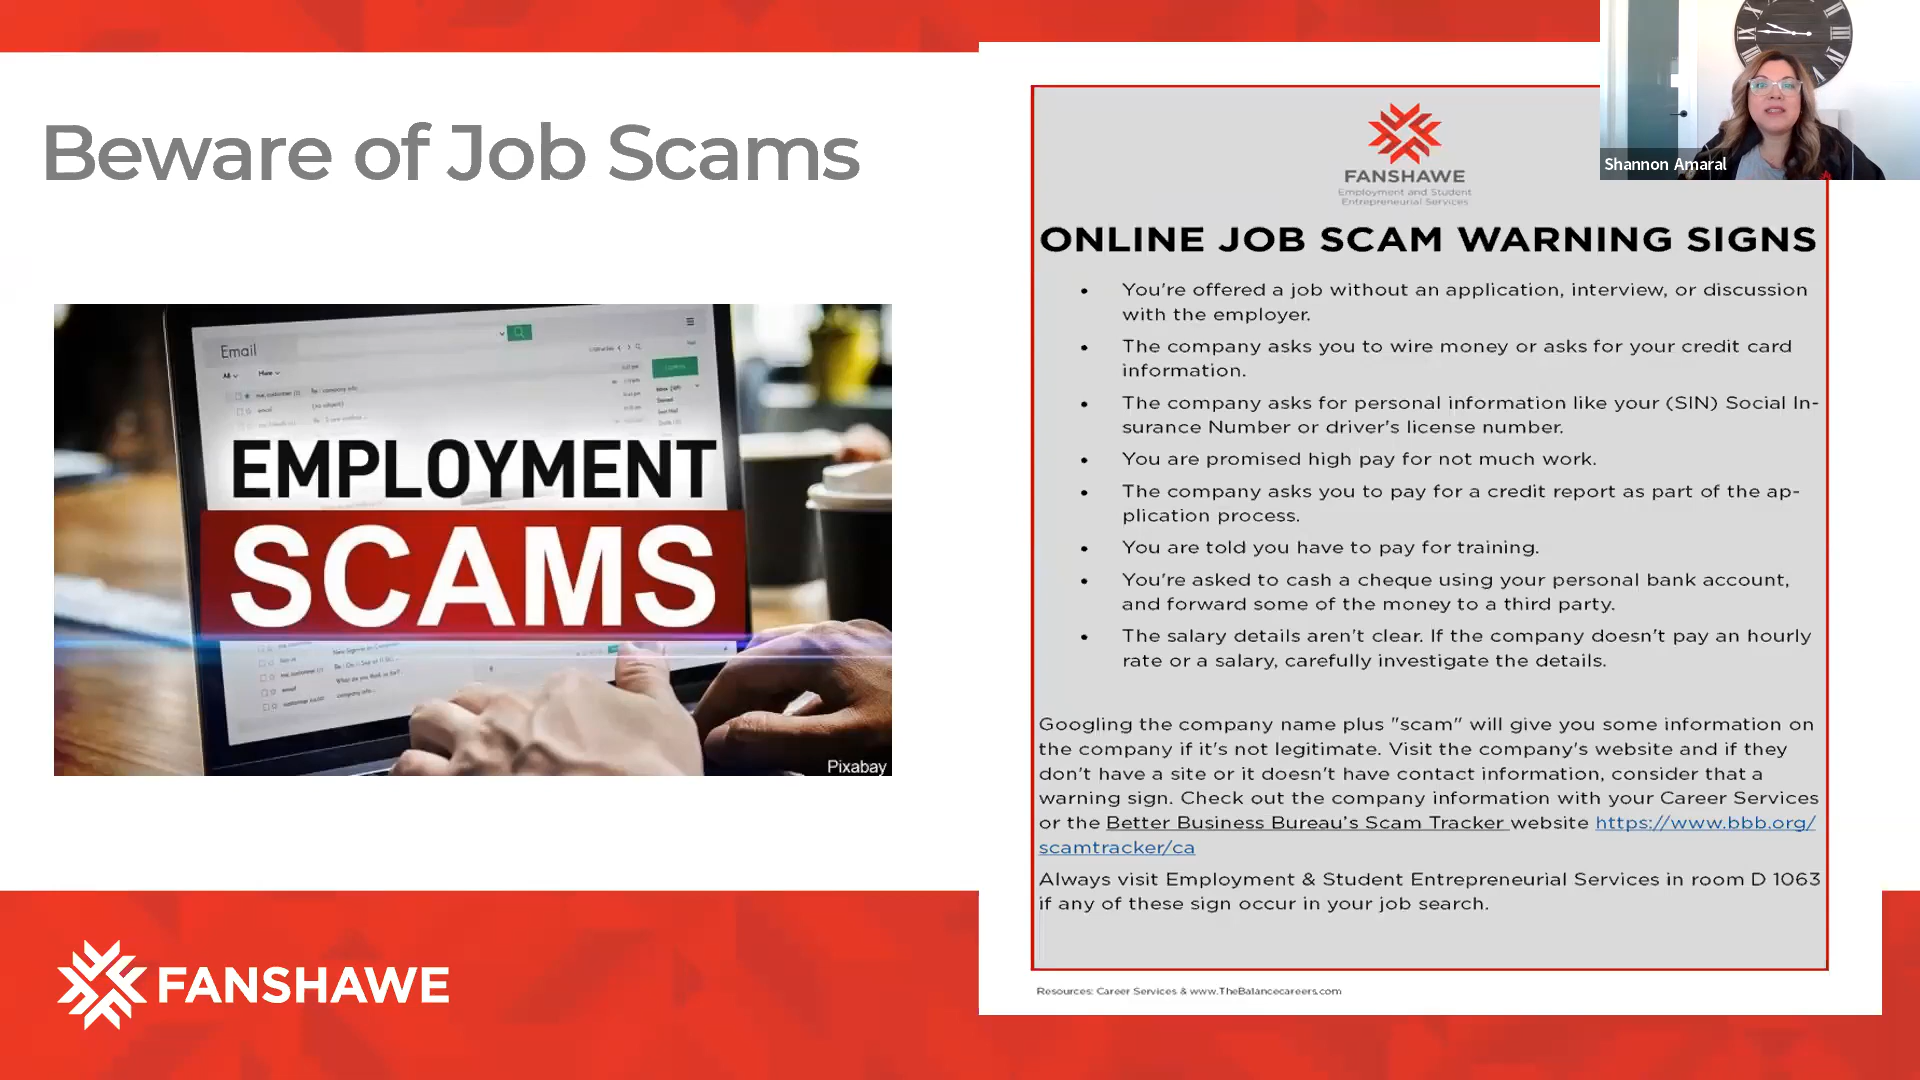 Beware of Job Scams
Shannon Amaral
FANSHAWE
Employment and Student
Entrepreneurial Services
ONLINE JOB SCAM WARNING SIGNS
• You're offered a job without an application, interview, or discussion
with the employer.
• The company asks you to wire money or asks for your credit card
information.
• The company asks for personal information like your (SIN) Social In-
surance Number or driver's license number.
• You are promised high pay for not much work.
• The company asks you to pay for a credit report as part of the ap-
plication process.
• You are told you have to pay for training.
• You're asked to cash a cheque using your personal bank account,
and forward some of the money to a third party.
• The salary details aren't clear. If the company doesn't pay an hourly
rate or a salary, carefully investigate the details.
Googling the company name plus "scam" will give you some information on
the company if it's not legitimate. Visit the company's website and if they
don't have a site or it doesn't have contact information, consider that a
warning sign. Check out the company information with your Career Services
or the Better Business Bureau's Scam Tracker website https://www.bbb.org/
scamtracker/ca
Always visit Employment & Student Entrepreneurial Services in room D 1063
if any of these sign occur in your job search.
Resources: Career Services & www.TheBalancecareers.com
Email
All
More
Re : company info
email
(no subject)
EMPLOYMENT
SCAMS
email
company info...
Pixabay
FANSHAWE